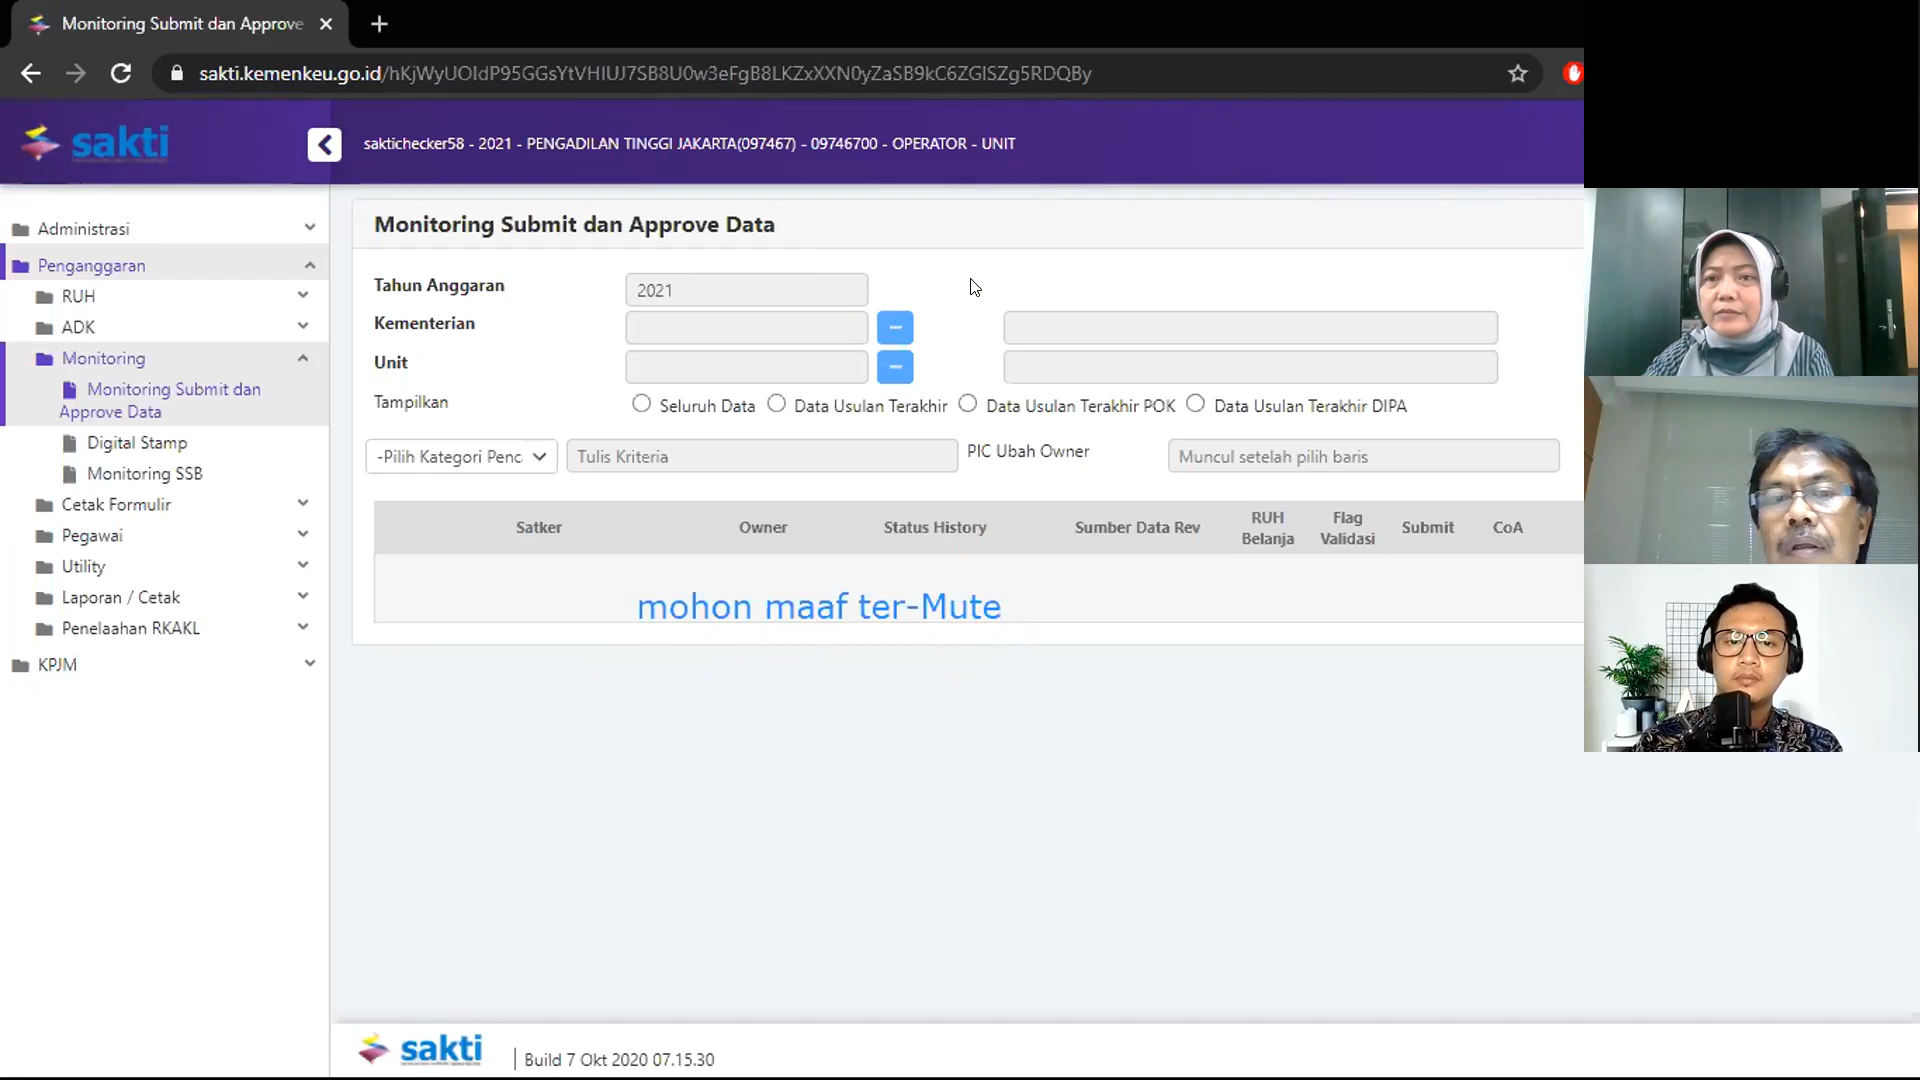 Monitoring Submit dan Approve
sakti.kemenkeu.go.id/hKjWyUOIdP95GGsYtVHIUJ7SB8U0w3eFgB8LKZxXXN0yZaSB9kC6ZGlSZg5RDQBy
sakti
saktichecker58 - 2021 - PENGADILAN TINGGI JAKARTA(097467) - 09746700 - OPERATOR - UNIT
Administrasi
Penganggaran
RUH
ADK
Monitoring
Monitoring Submit dan
Approve Data
Digital Stamp
Monitoring SSB
Cetak Formulir
Pegawai
Utility
Laporan / Cetak
Penelaahan RKAKL
KPJM
Monitoring Submit dan Approve Data
Tahun Anggaran 2021
Kementerian
Unit
Tampilkan Seluruh Data Data Usulan Terakhir Data Usulan Terakhir POK Data Usulan Terakhir DIPA
-Pilih Kategori Penc Tulis Kriteria PIC Ubah Owner Muncul setelah pilih baris
Satker Owner Status History Sumber Data Rev RUH Belanja Flag Validasi Submit CoA
mohon maaf ter-Mute
sakti | Build 7 Okt 2020 07.15.30